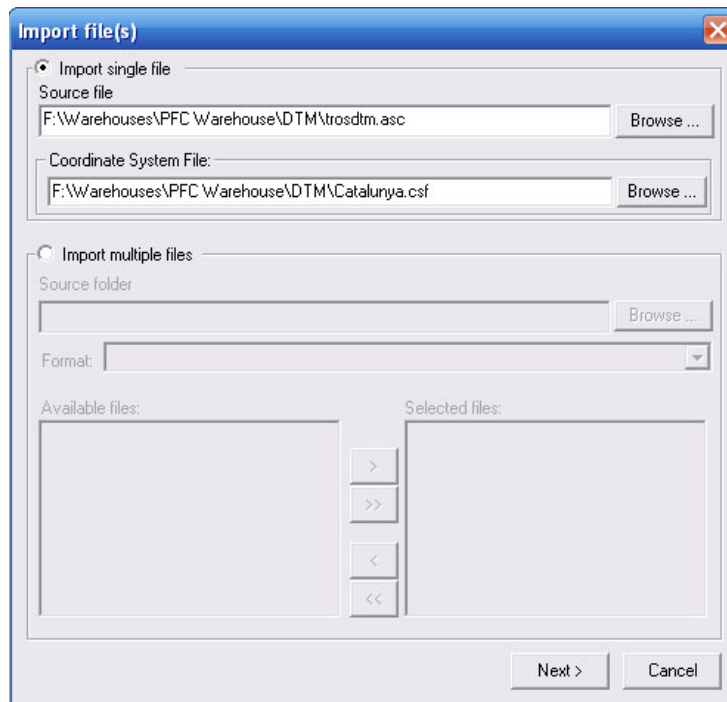 Import file(s)
Import single file
Source file
F:\Warehouses\PFC Warehouse\DTM\trosdtm.asc
Browse ...
Coordinate System File:
F:\Warehouses\PFC Warehouse\DTM\Catalunya.csf
Browse ...
Import multiple files
Source folder
Browse ...
Format:
Available files:
Selected files:
>
>>
<
<<
Next >
Cancel